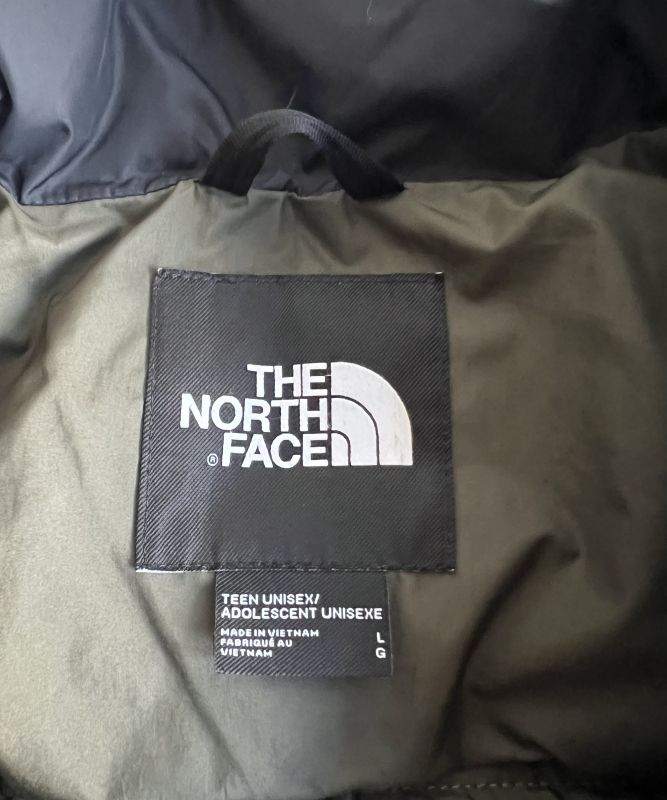 THE
NORTH
® FACE
TEEN UNISEX/
ADOLESCENT UNISEXE
MADE IN VIETNAM L
FABRIQUÉ AU
VIETNAM G